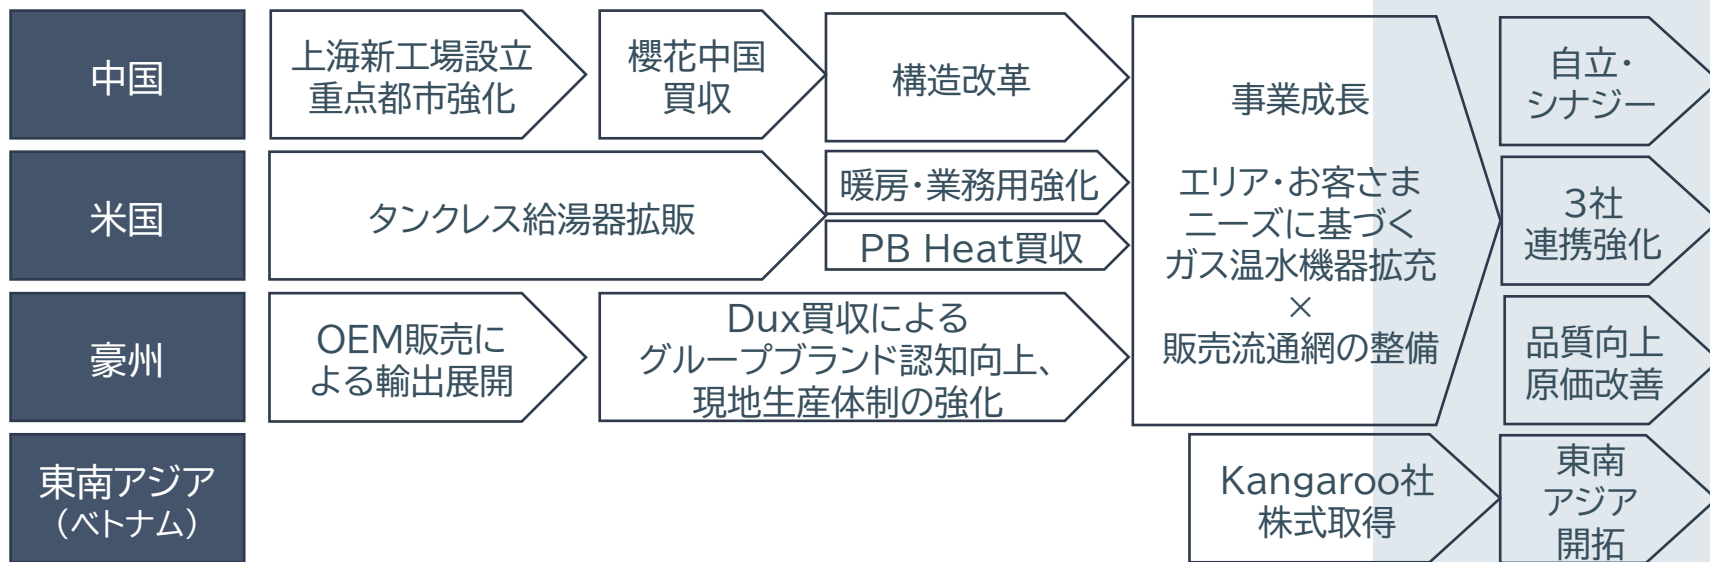 中国
上海新工場設立
重点都市強化
櫻花中国
買収
構造改革
事業成長
エリア・お客さま
ニーズに基づく
ガス温水機器拡充
×
販売流通網の整備
自立・
シナジー
米国
タンクレス給湯器拡販
暖房・業務用強化
PB Heat買収
3社
連携強化
豪州
OEM販売に
よる輸出展開
Dux買収による
グループブランド認知向上、
現地生産体制の強化
品質向上
原価改善
東南アジア
（ベトナム）
Kangaroo社
株式取得
東南
アジア
開拓